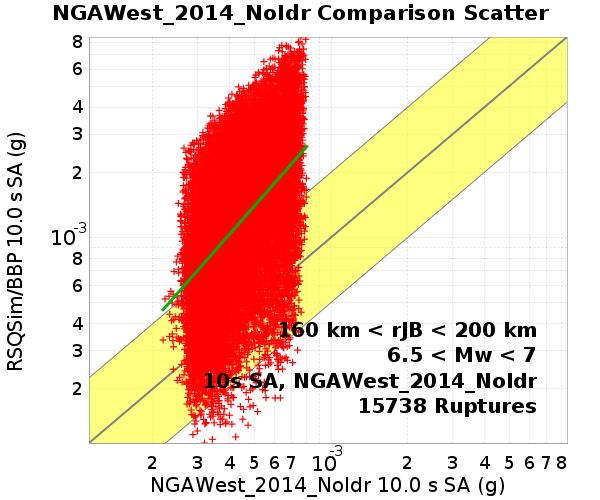 NGAWest_2014_NoIdr Comparison Scatter
8
6
4
3
2
10-3
8
6
4
3
2
RSQSim/BBP 10.0 s SA (g)
160 km < rJB < 200 km
6.5 < Mw < 7
10s SA, NGAWest_2014_NoIdr
15738 Ruptures
2 3 4 5 6 7 10-3 2 3 4 5 6 7 8
NGAWest_2014_NoIdr 10.0 s SA (g)